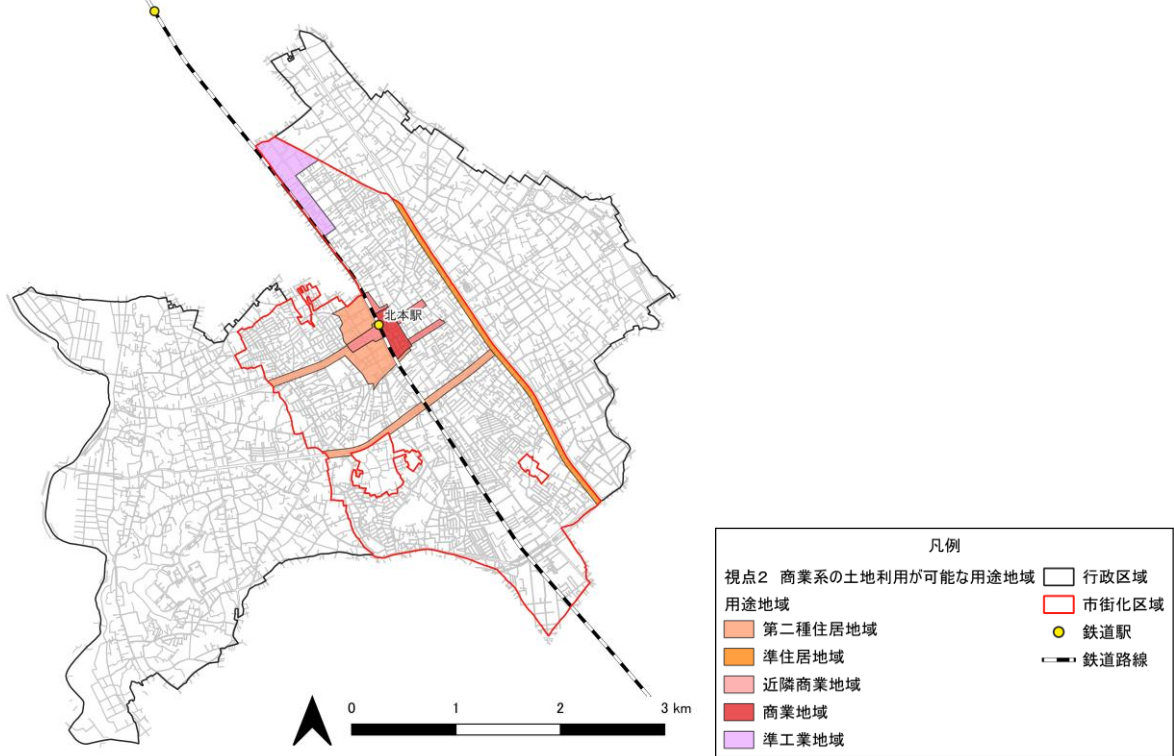 北本駅
0 1 2 3 km
凡例
視点2 商業系の土地利用が可能な用途地域
用途地域
第二種住居地域
準住居地域
近隣商業地域
商業地域
準工業地域
行政区域
市街化区域
鉄道駅
鉄道路線